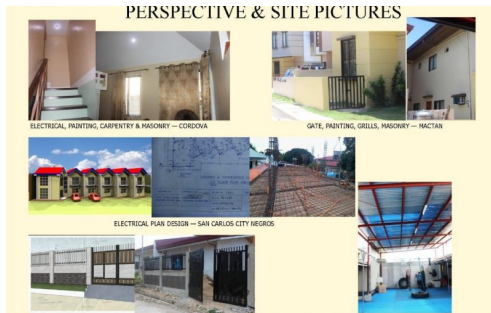 PERSPECTIVE & SITE PICTURES
ELECTRICAL, PAINTING, CARPENTRY & MASONRY — CORDOVA
GATE, PAINTING, GRILLS, MASONRY — MACTAN
ELECTRICAL PLAN DESIGN — SAN CARLOS CITY NEGROS